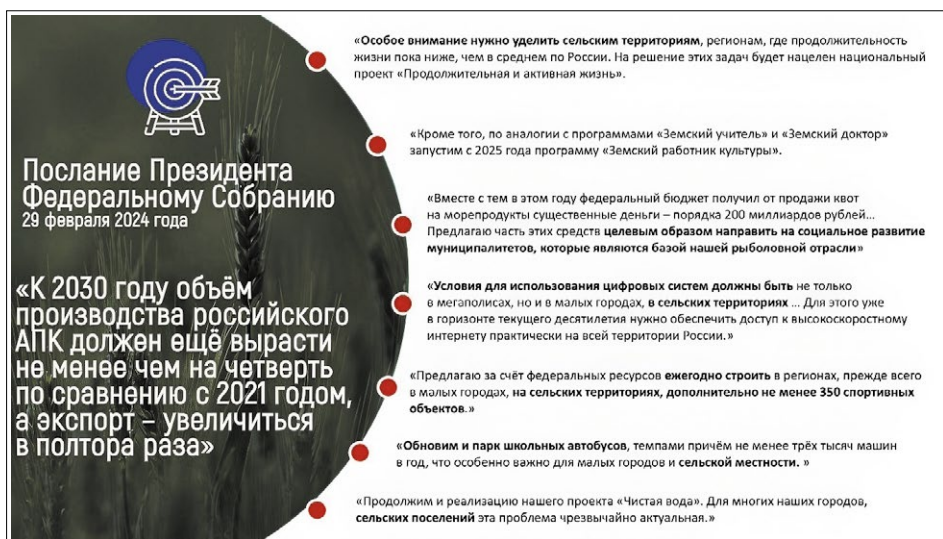 Послание Президента
Федеральному Собранию
29 февраля 2024 года
«К 2030 году объём
производства российского
АПК должен ещё вырасти
не менее чем на четверть
по сравнению с 2021 годом,
а экспорт – увеличиться
в полтора раза»
«Особое внимание нужно уделить сельским территориям, регионам, где продолжительность
жизни пока ниже, чем в среднем по России. На решение этих задач будет нацелен национальный
проект «Продолжительная и активная жизнь».
«Кроме того, по аналогии с программами «Земский учитель» и «Земский доктор»
запустим с 2025 года программу «Земский работник культуры».
«Вместе с тем в этом году федеральный бюджет получил от продажи квот
на морепродукты существенные деньги – порядка 200 миллиардов рублей...
Предлагаю часть этих средств целевым образом направить на социальное развитие
муниципалитетов, которые являются базой нашей рыболовной отрасли»
«Условия для использования цифровых систем должны быть не только
в мегаполисах, но и в малых городах, в сельских территориях ... Для этого уже
в горизонте текущего десятилетия нужно обеспечить доступ к высокоскоростному
интернету практически на всей территории России.»
«Предлагаю за счёт федеральных ресурсов ежегодно строить в регионах, прежде всего
в малых городах, на сельских территориях, дополнительно не менее 350 спортивных
объектов.»
«Обновим и парк школьных автобусов, темпами причём не менее трёх тысяч машин
в год, что особенно важно для малых городов и сельской местности. »
«Продолжим и реализацию нашего проекта «Чистая вода». Для многих наших городов,
сельских поселений эта проблема чрезвычайно актуальная.»